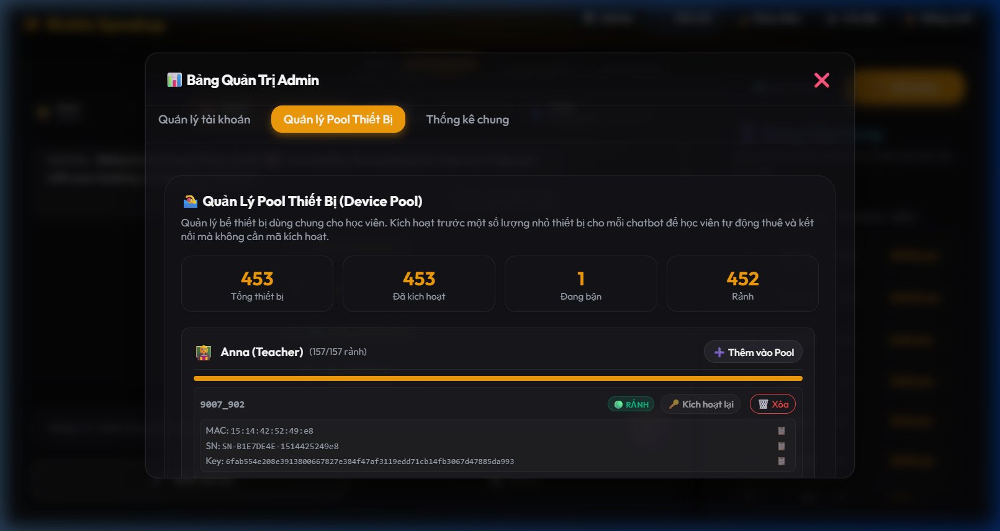 Bảng Quản Trị Admin
Quản lý tài khoản
Quản lý Pool Thiết Bị
Thống kê chung
Quản Lý Pool Thiết Bị (Device Pool)
Quản lý bể thiết bị dùng chung cho học viên. Kích hoạt trước một số lượng nhỏ thiết bị cho mỗi chatbot để học viên tự động thuê và kết
nối mà không cần mã kích hoạt.
453
Tổng thiết bị
453
Đã kích hoạt
1
Đang bận
452
Rảnh
Anna (Teacher) (157/157 rảnh)
Thêm vào Pool
9007_902
RẢNH
Kích hoạt lại
Xóa
MAC: 15:14:42:52:49:e8
SN: SN-B1E7DE4E-1514425249e8
Key: 6fab554e208e3913800667827e384f47af3119edd71cb14fb3067d47885da993